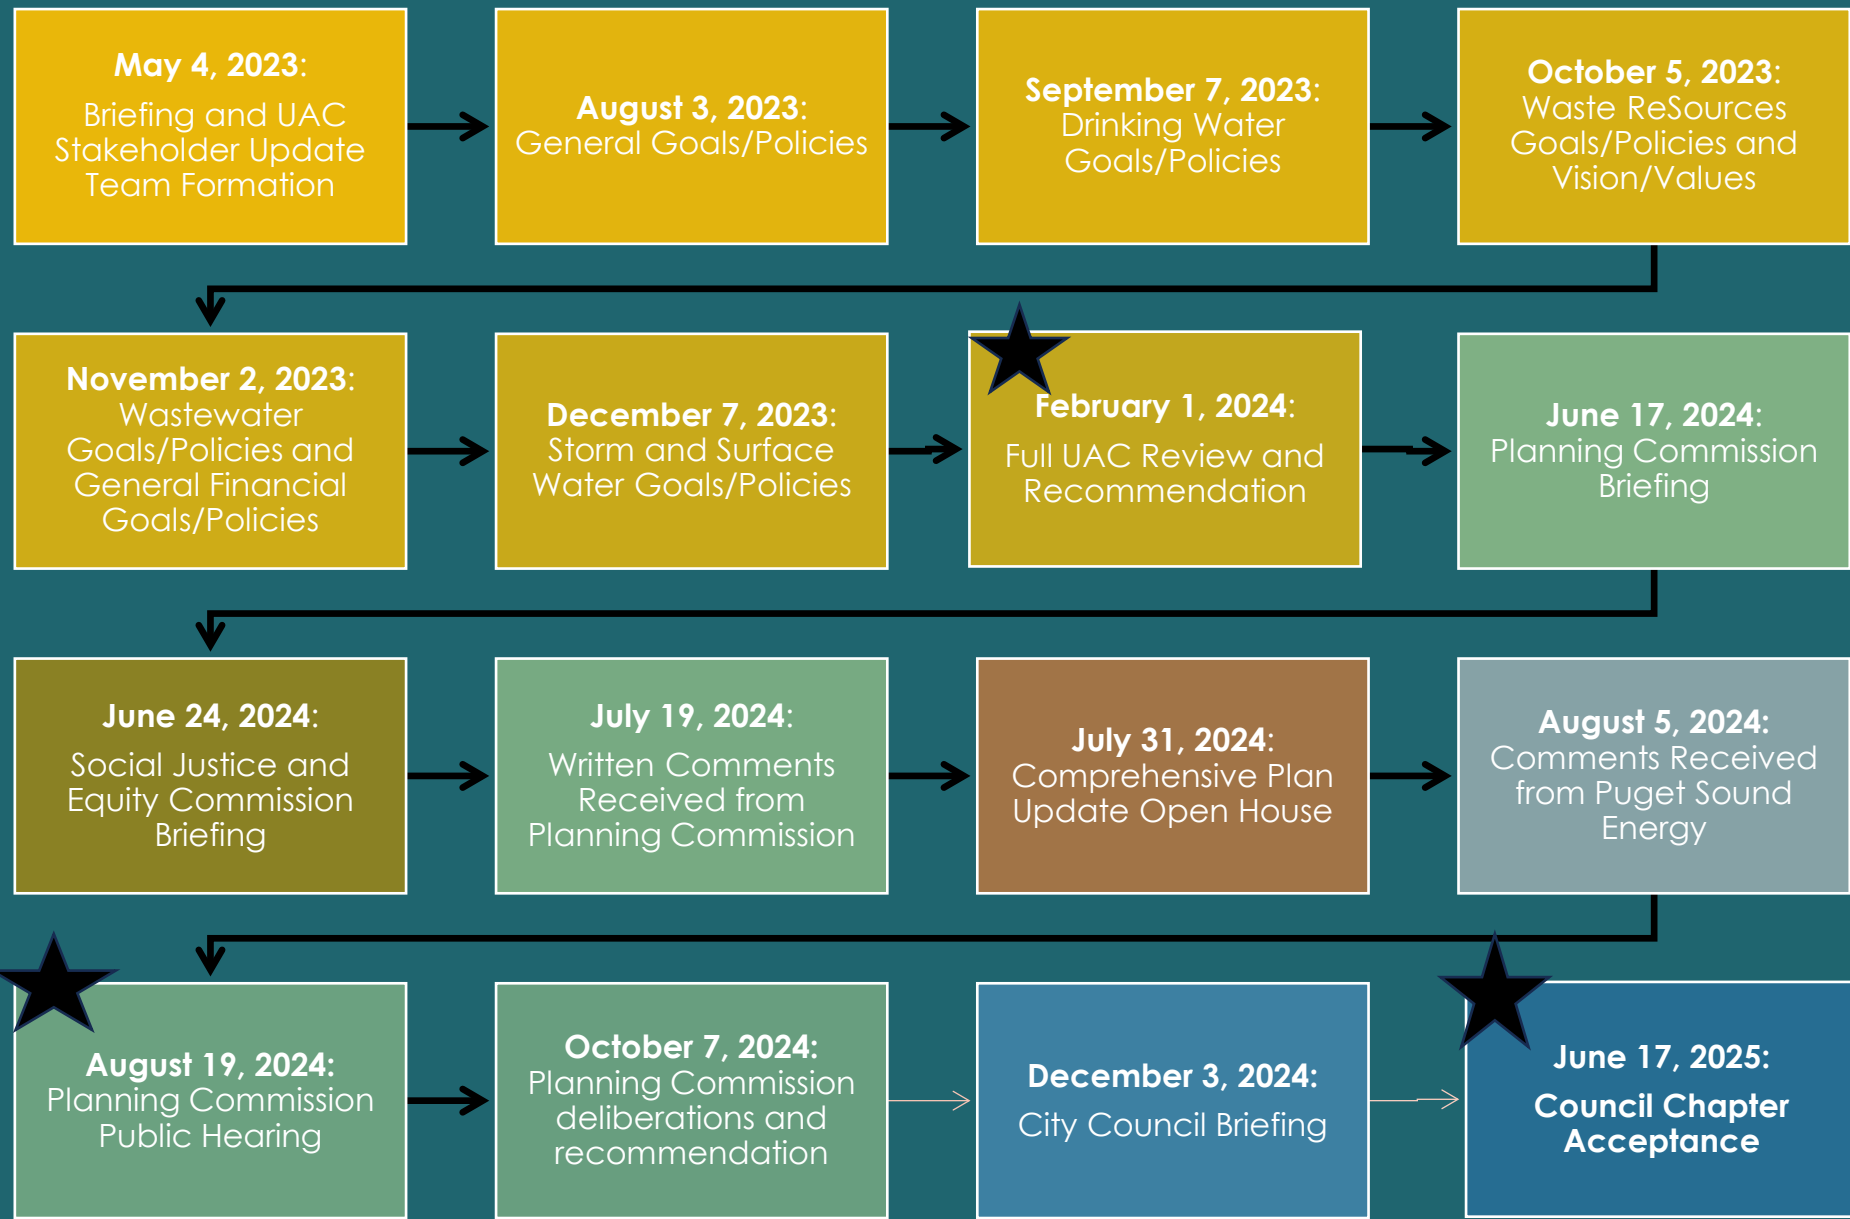 May 4, 2023:
Briefing and UAC
Stakeholder Update
Team Formation
August 3, 2023:
General Goals/Policies
September 7, 2023:
Drinking Water
Goals/Policies
October 5, 2023:
Waste ReSources
Goals/Policies and
Vision/Values
November 2, 2023:
Wastewater
Goals/Policies and
General Financial
Goals/Policies
December 7, 2023:
Storm and Surface
Water Goals/Policies
February 1, 2024:
Full UAC Review and
Recommendation
June 17, 2024:
Planning Commission
Briefing
June 24, 2024:
Social Justice and
Equity Commission
Briefing
July 19, 2024:
Written Comments
Received from
Planning Commission
July 31, 2024:
Comprehensive Plan
Update Open House
August 5, 2024:
Comments Received
from Puget Sound
Energy
August 19, 2024:
Planning Commission
Public Hearing
October 7, 2024:
Planning Commission
deliberations and
recommendation
December 3, 2024:
City Council Briefing
June 17, 2025:
Council Chapter
Acceptance